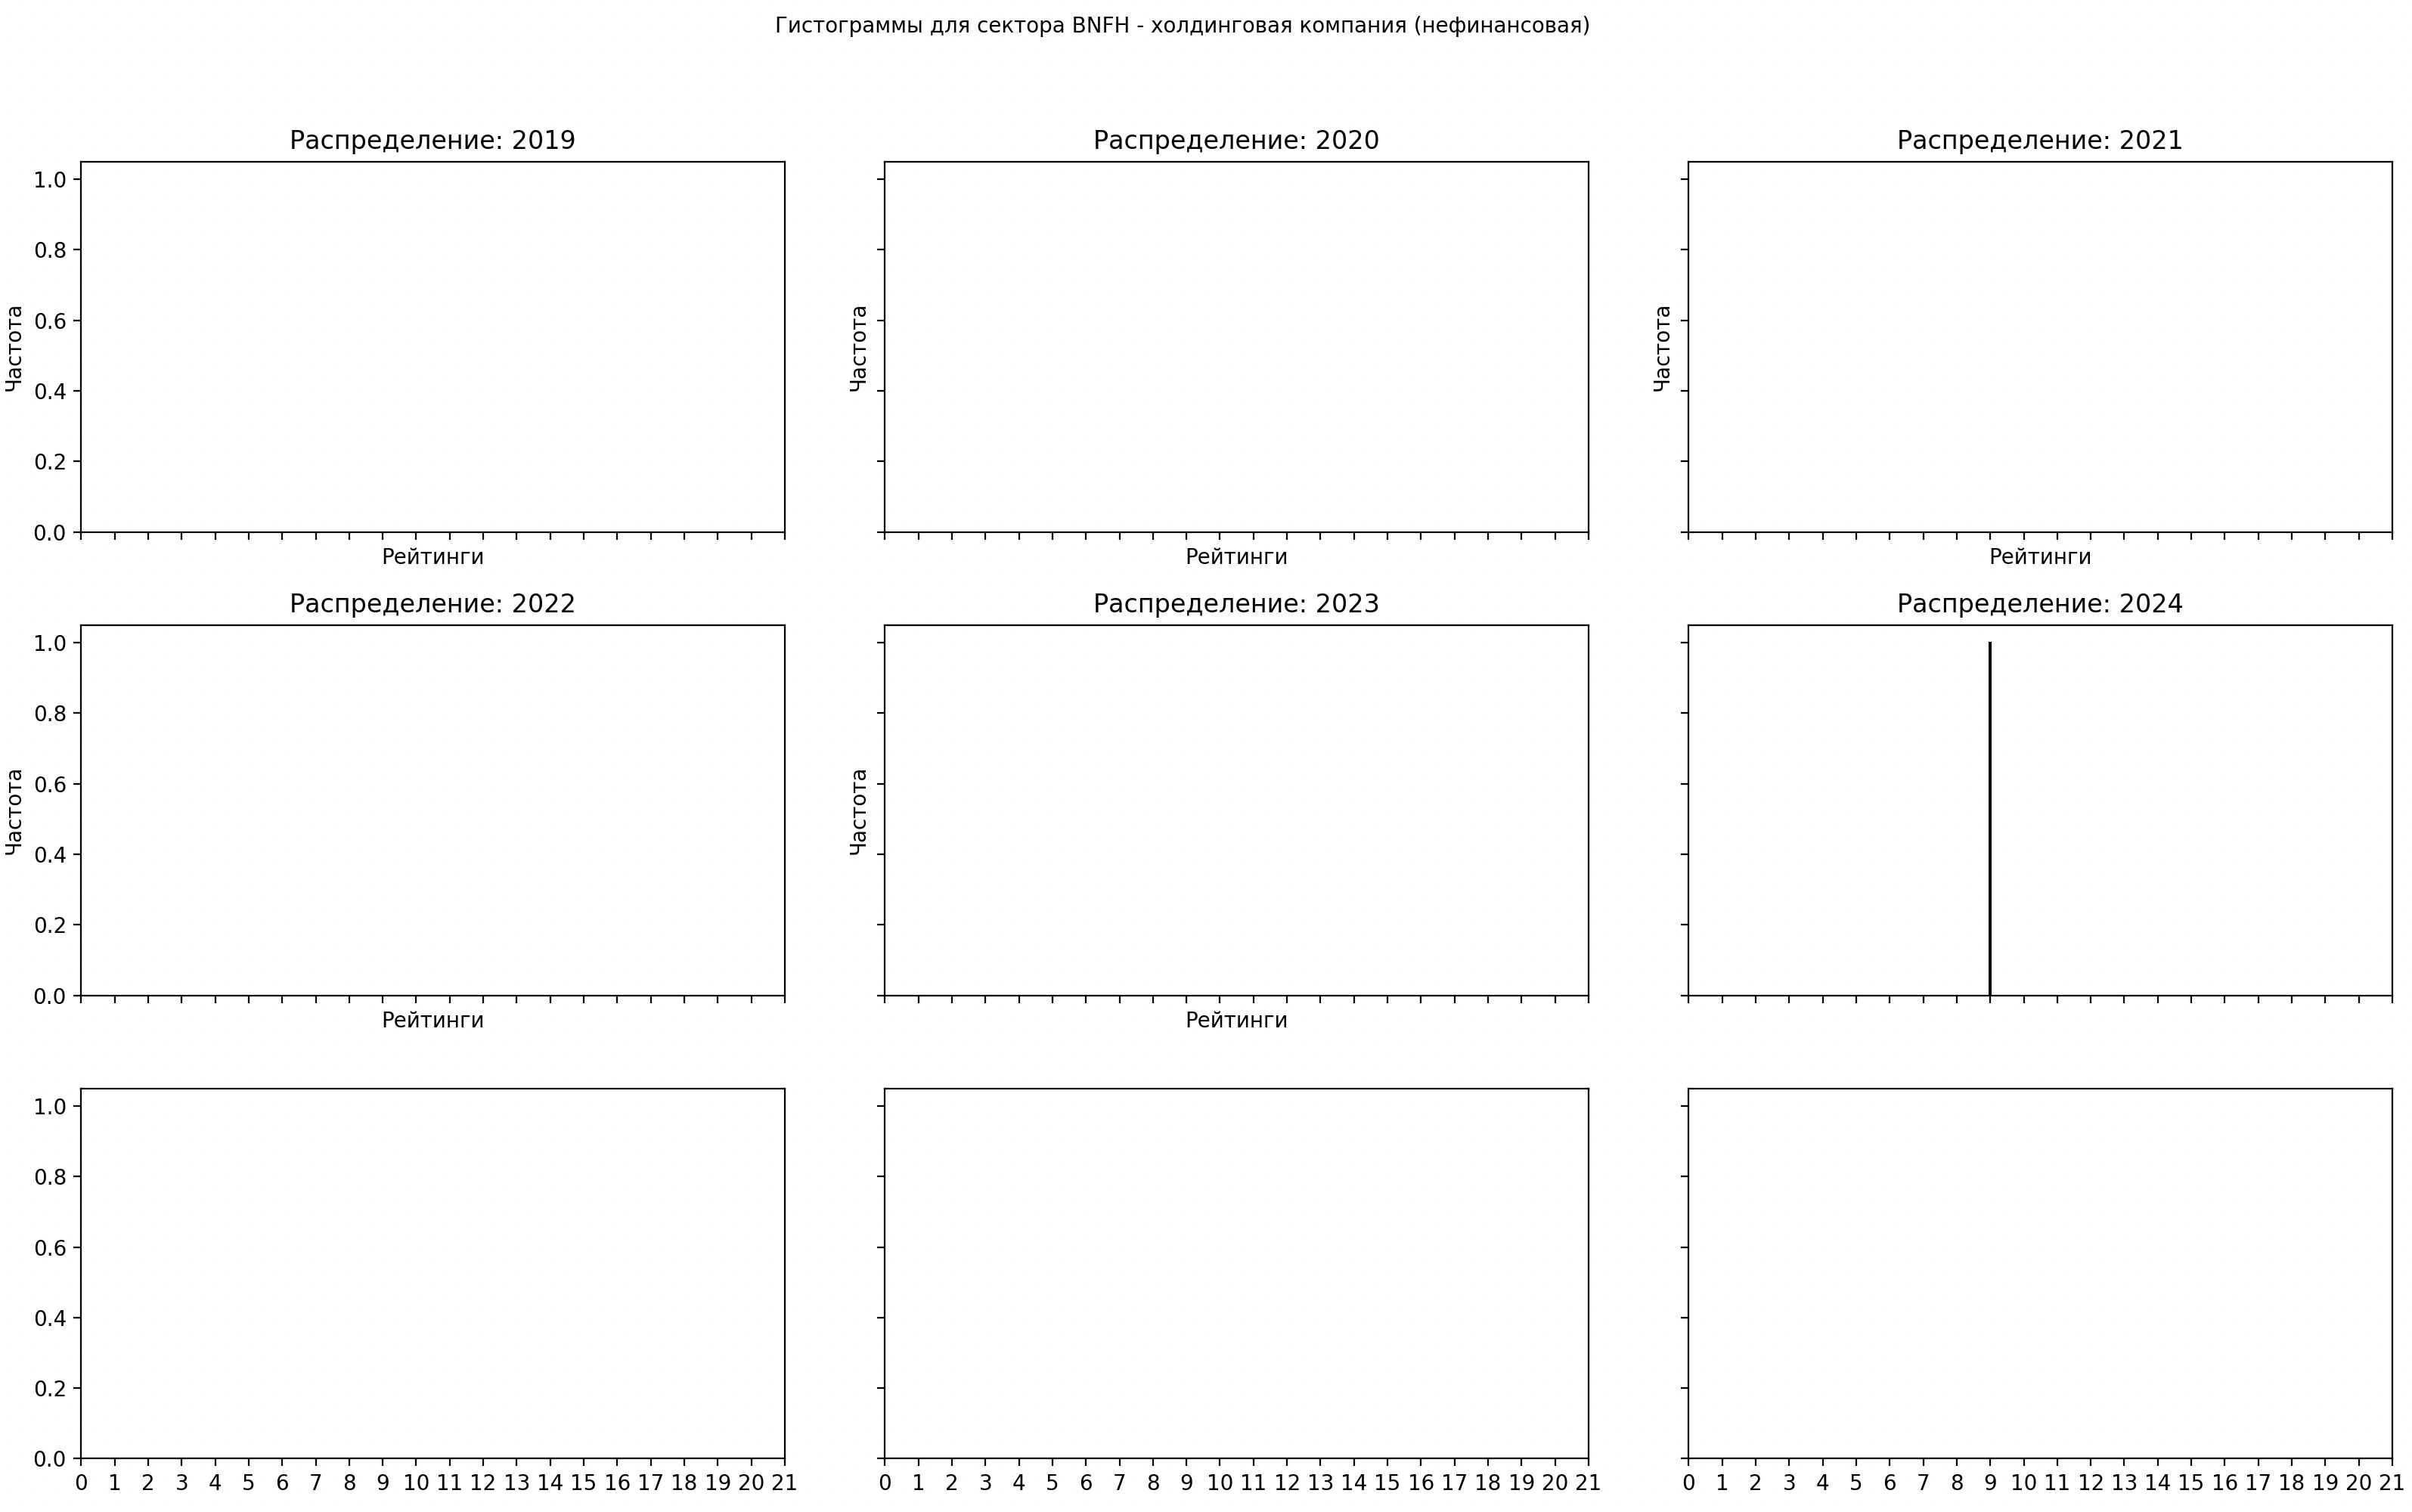 Гистограммы для сектора BNFH - холдинговая компания (нефинансовая)
Распределение: 2019
1.0
0.8
0.6
0.4
0.2
0.0
Частота
Рейтинги
Распределение: 2020
Частота
Рейтинги
Распределение: 2021
Частота
Рейтинги
Распределение: 2022
1.0
0.8
0.6
0.4
0.2
0.0
Частота
Рейтинги
Распределение: 2023
Частота
Рейтинги
Распределение: 2024
1.0
0.8
0.6
0.4
0.2
0.0
0 1 2 3 4 5 6 7 8 9 10 11 12 13 14 15 16 17 18 19 20 21
0 1 2 3 4 5 6 7 8 9 10 11 12 13 14 15 16 17 18 19 20 21
0 1 2 3 4 5 6 7 8 9 10 11 12 13 14 15 16 17 18 19 20 21